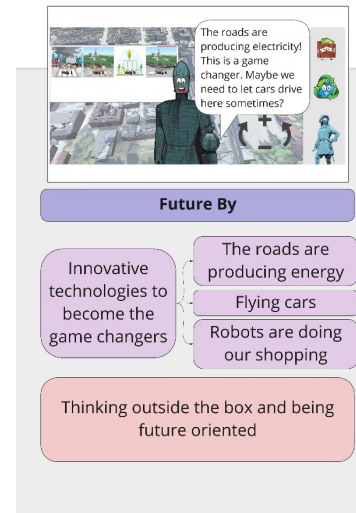 The roads are
producing electricity!
This is a game
changer. Maybe we
need to let cars drive
here sometimes?
Future By
Innovative
technologies to
become the
game changers
The roads are
producing energy
Flying cars
Robots are doing
our shopping
Thinking outside the box and being
future oriented